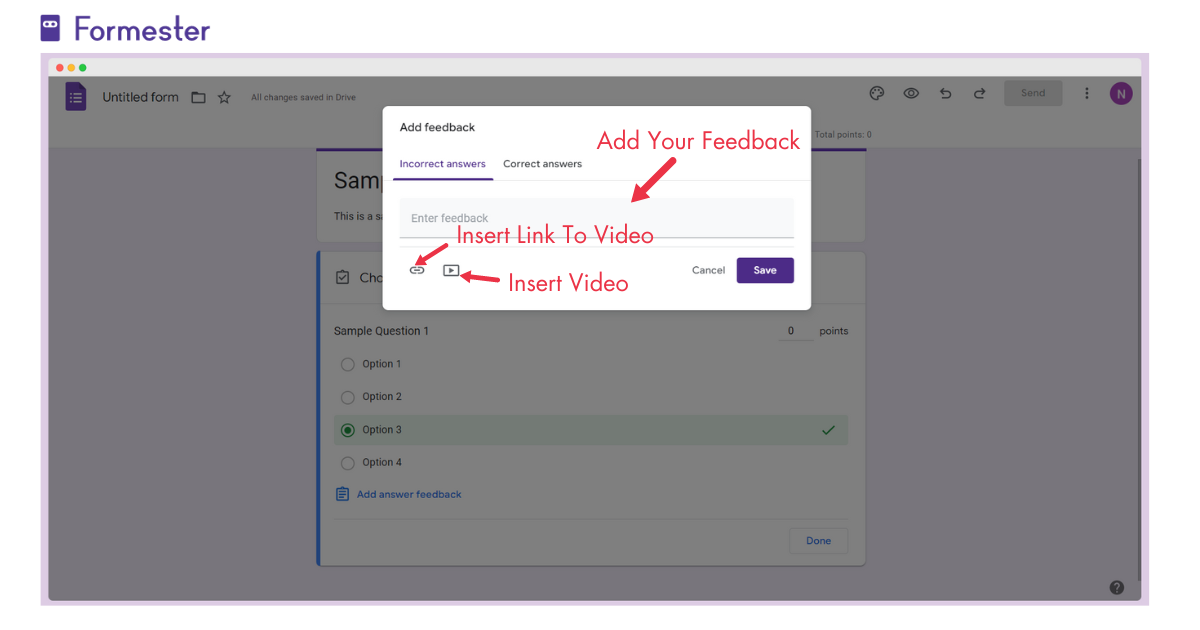 Formester
Untitled form
All changes saved in Drive
Send
N
Total points: 0
Add feedback
Add Your Feedback
Incorrect answers Correct answers
Sam
This is a s
Enter feedback
Insert Link To Video
Cancel Save
Insert Video
Cho
Sample Question 1
0 points
Option 1
Option 2
Option 3
Option 4
Add answer feedback
Done
?